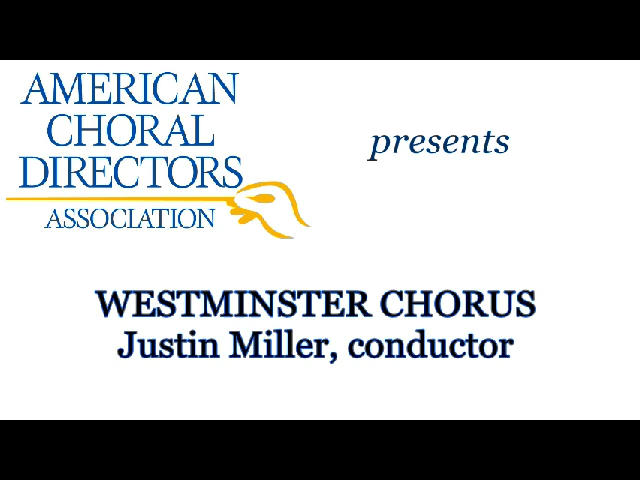 AMERICAN
CHORAL
DIRECTORS
ASSOCIATION
presents
WESTMINSTER CHORUS
Justin Miller, conductor